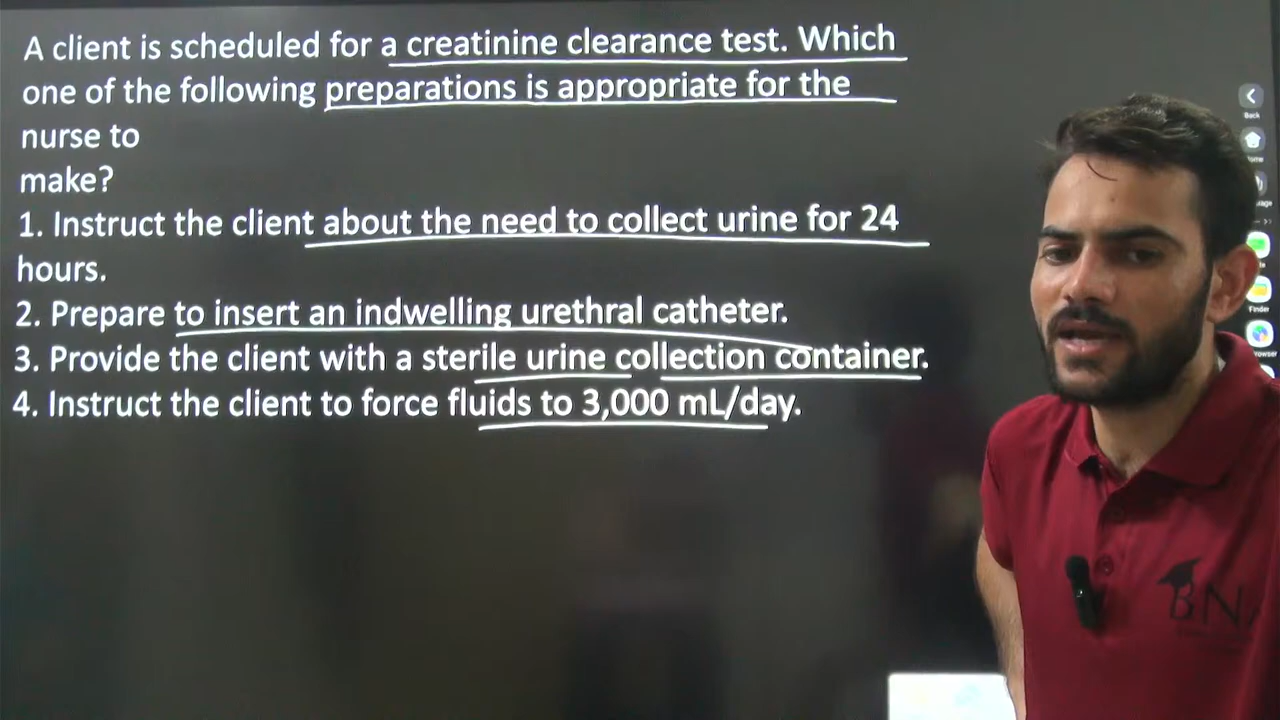 A client is scheduled for a creatinine clearance test. Which
one of the following preparations is appropriate for the
nurse to
make?
1. Instruct the client about the need to collect urine for 24
hours.
2. Prepare to insert an indwelling urethral catheter.
3. Provide the client with a sterile urine collection container.
4. Instruct the client to force fluids to 3,000 mL/day.
Back
Finder
BN